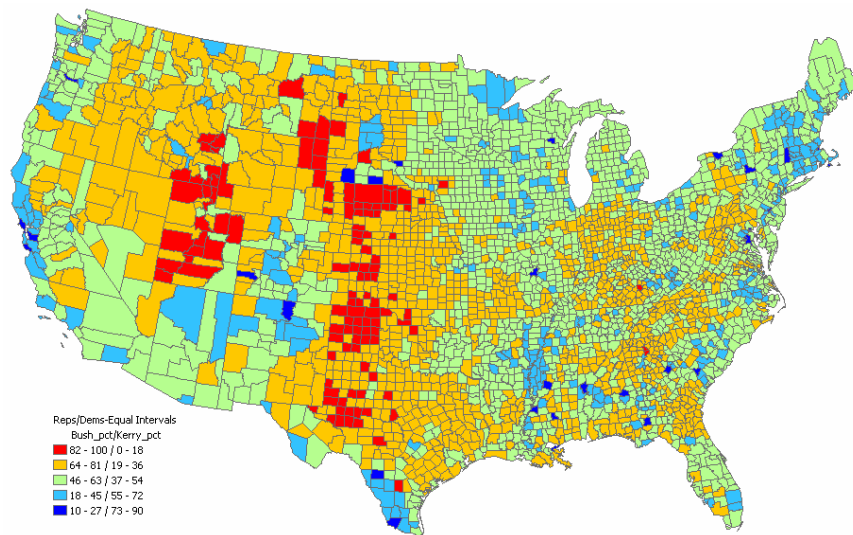 Reps/Dems-Equal Intervals
Bush_pct/Kerry_pct
82 - 100 / 0 - 18
64 - 81 / 19 - 36
46 - 63 / 37 - 54
18 - 45 / 55 - 72
10 - 27 / 73 - 90